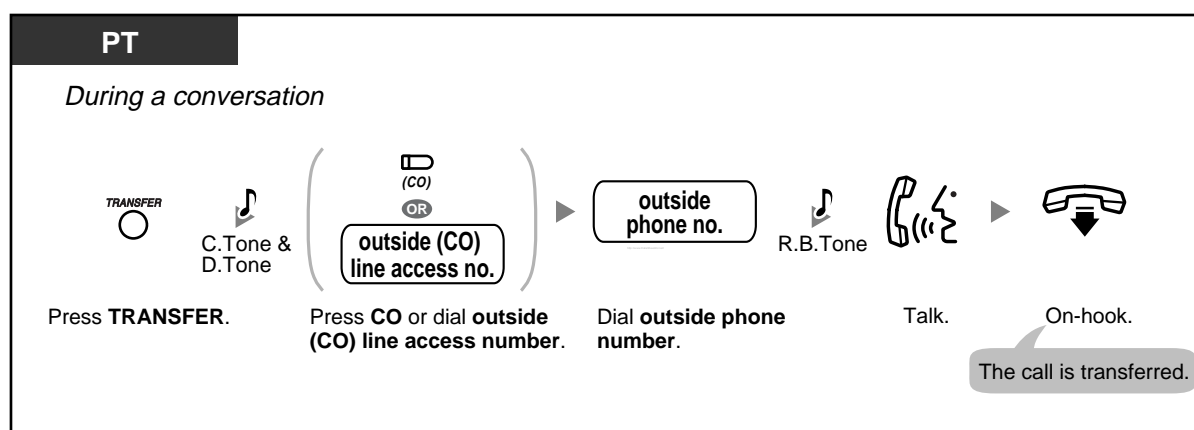 PT
During a conversation
TRANSFER
C.Tone &
D.Tone
(CO)
OR
outside (CO)
line access no.
outside
phone no.
R.B.Tone
Press TRANSFER.
Press CO or dial outside
(CO) line access number.
Dial outside phone
number.
Talk.
On-hook.
The call is transferred.